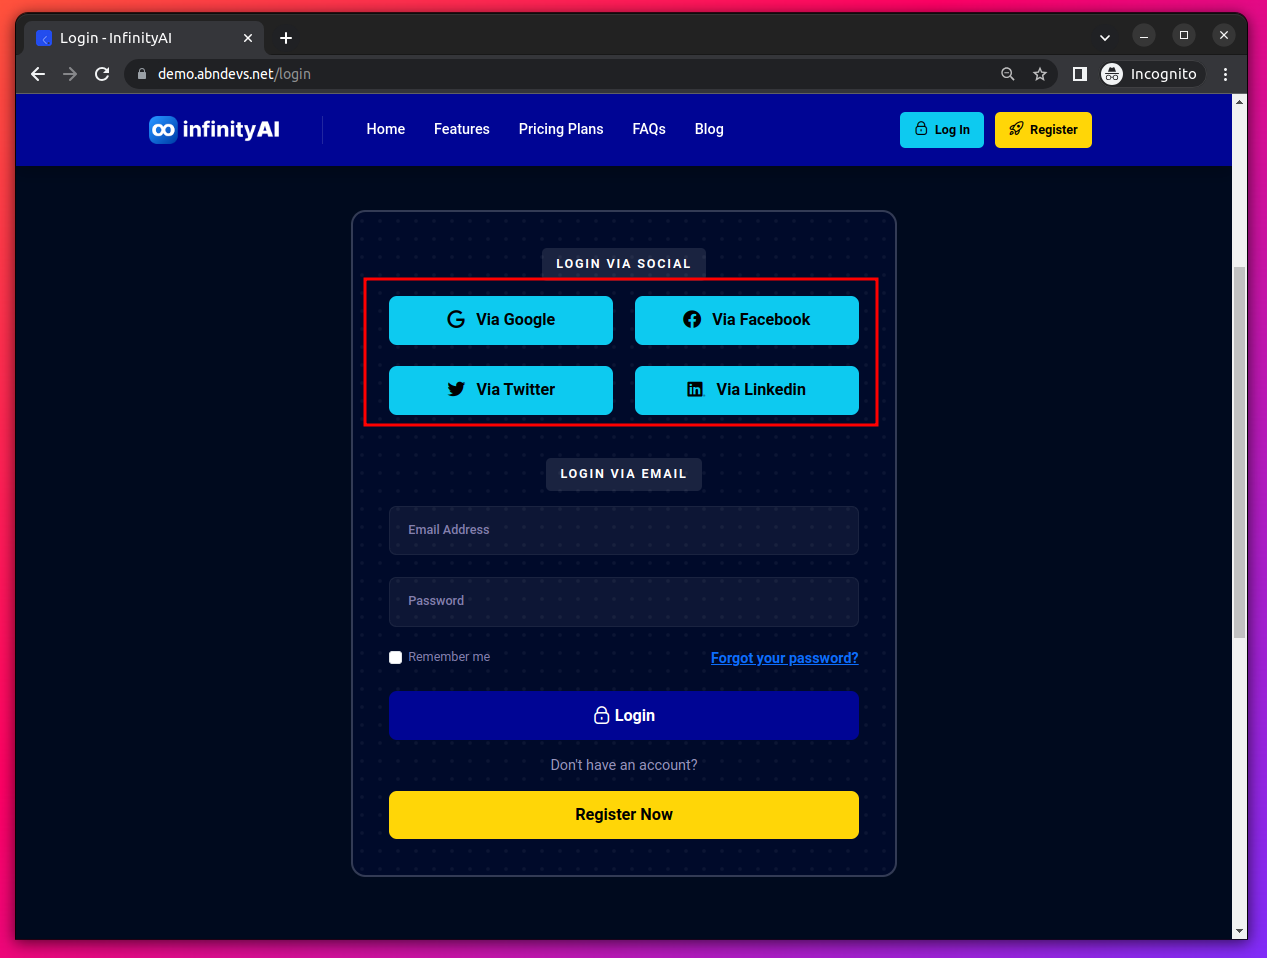 Login - InfinityAI
demo.abndevs.net/login
Incognito
infinityAI
Home Features Pricing Plans FAQs Blog
Log In Register
LOGIN VIA SOCIAL
Via Google Via Facebook
Via Twitter Via Linkedin
LOGIN VIA EMAIL
Email Address
Password
Remember me Forgot your password?
Login
Don't have an account?
Register Now